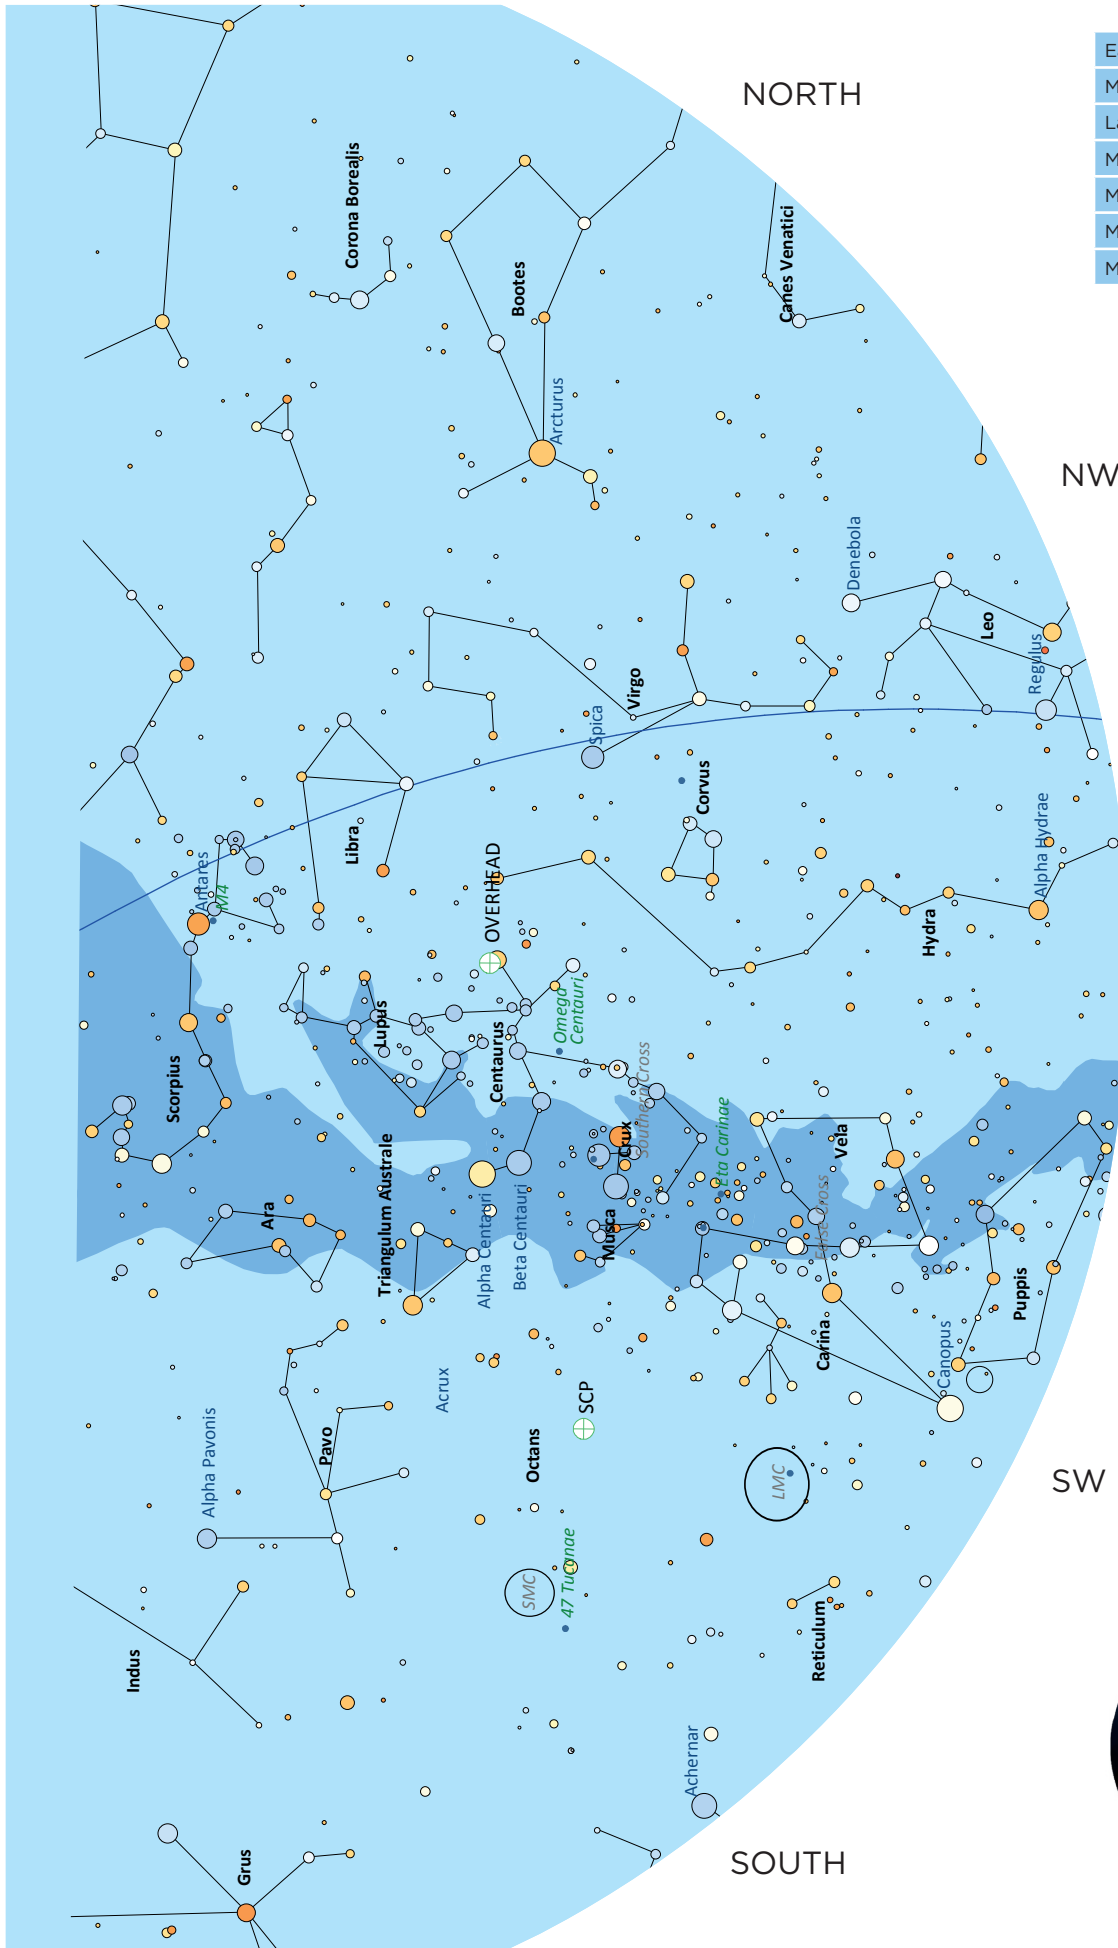 NORTH
E
M
La
M
M
M
M
Corona Borealis
Canes Venatici
Bootes
Arcturus
NW
Denebola
Leo
Regulus
Virgo
Spica
Corvus
Libra
Antares
M4
OVERHEAD
Alpha Hydrae
Hydra
Lupus
Omega
Centauri
Centaurus
Scorpius
Crux
Southern Cross
Eta Carinae
Vela
Triangulum Australe
Ara
Alpha Centauri
Beta Centauri
Musca
False Cross
Puppis
Carina
Canopus
Acrux
SCP
Alpha Pavonis
Pavo
Octans
LMC
SW
SMC
47 Tucanae
Reticulum
Indus
Achernar
Grus
SOUTH